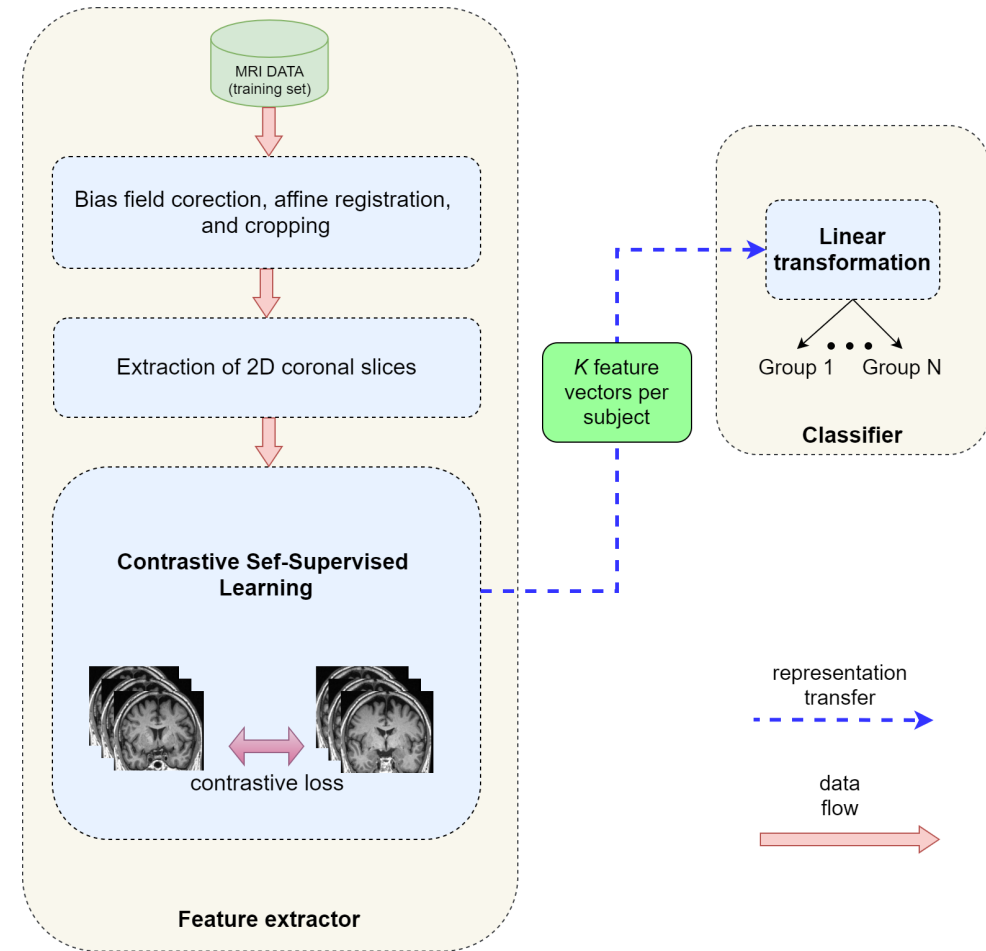 MRI DATA
(training set)
Bias field corection, affine registration,
and cropping
Extraction of 2D coronal slices
Contrastive Sef-Supervised
Learning
contrastive loss
Feature extractor
K feature
vectors per
subject
Linear
transformation
Group 1
Group N
Classifier
representation
transfer
data
flow